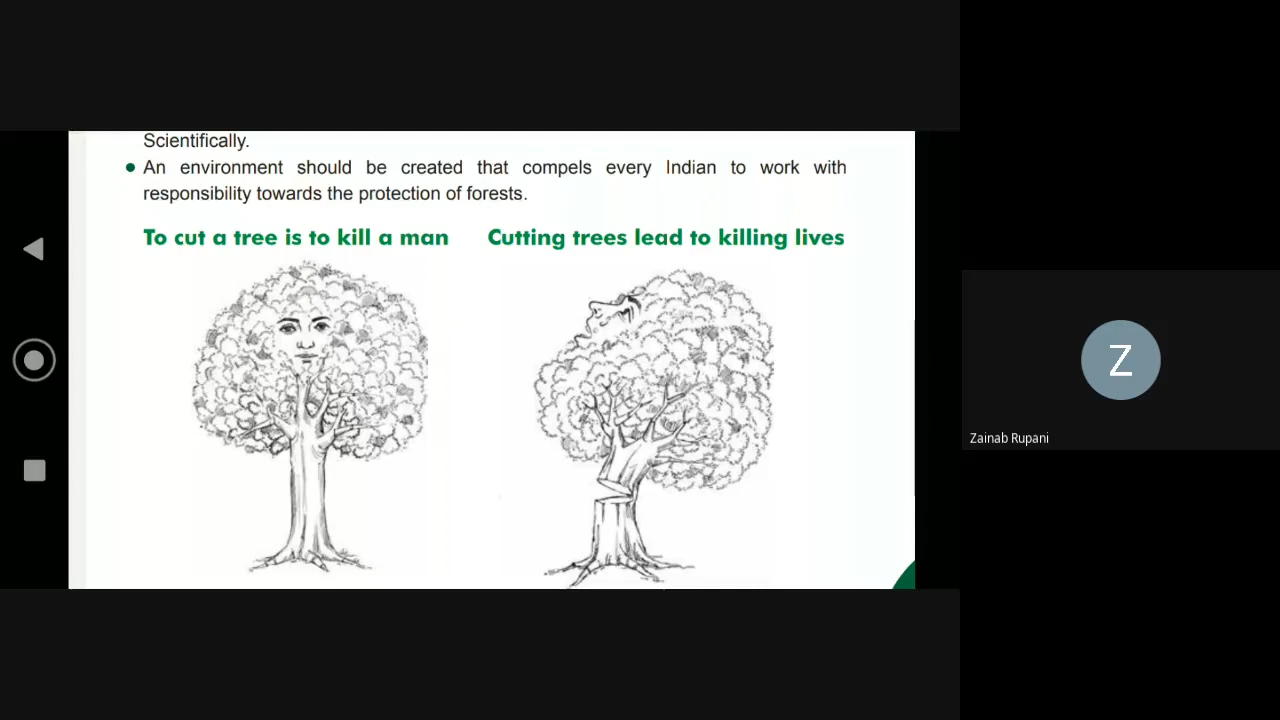 Scientifically.
• An environment should be created that compels every Indian to work with
responsibility towards the protection of forests.
To cut a tree is to kill a man
Cutting trees lead to killing lives
Z
Zainab Rupani